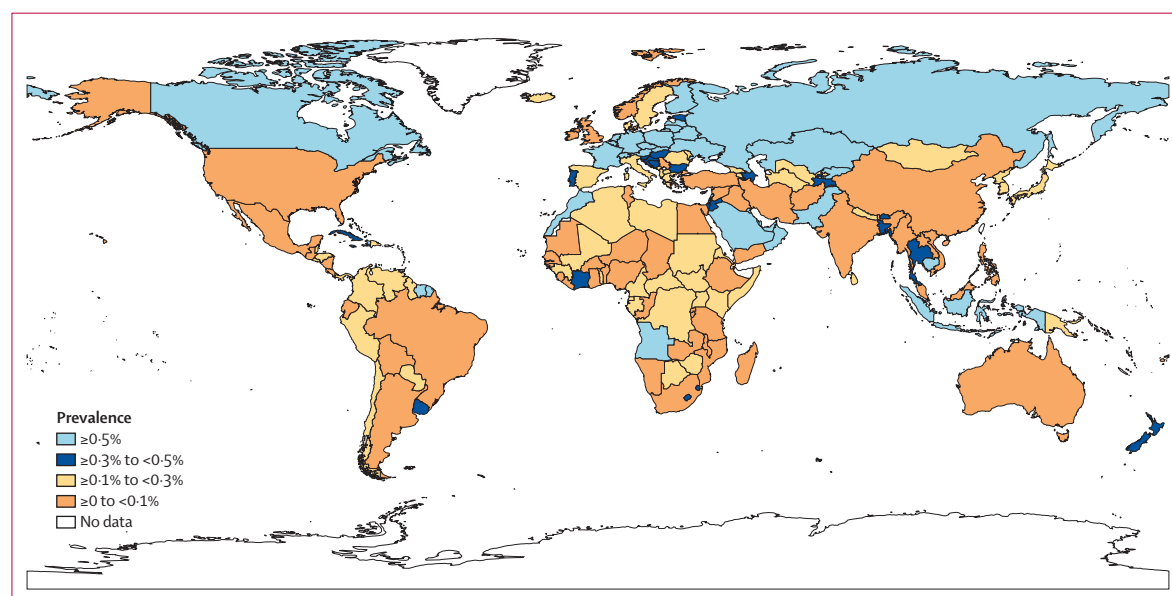 Prevalence
≥0·5%
≥0·3% to <0·5%
≥0·1% to <0·3%
≥0 to <0·1%
No data